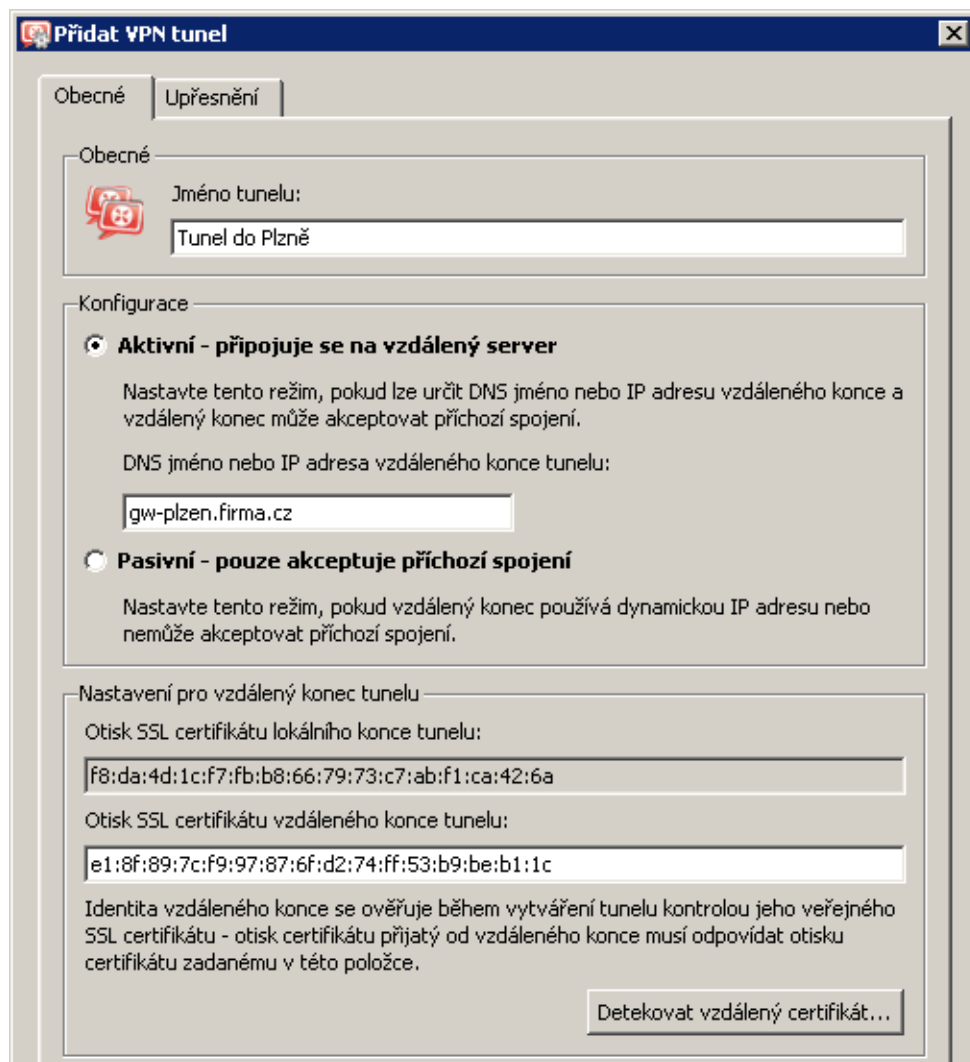 Přidat VPN tunel
Obecné
Upřesnění
Obecné
Jméno tunelu:
Tunel do Plzně
Konfigurace
Aktivní - připojuje se na vzdálený server
Nastavte tento režim, pokud lze určit DNS jméno nebo IP adresu vzdáleného konce a
vzdálený konec může akceptovat příchozí spojení.
DNS jméno nebo IP adresa vzdáleného konce tunelu:
gw-plzen.firma.cz
Pasivní - pouze akceptuje příchozí spojení
Nastavte tento režim, pokud vzdálený konec používá dynamickou IP adresu nebo
nemůže akceptovat příchozí spojení.
Nastavení pro vzdálený konec tunelu
Otisk SSL certifikátu lokálního konce tunelu:
f8:da:4d:1c:f7:fb:b8:66:79:73:c7:ab:f1:ca:42:6a
Otisk SSL certifikátu vzdáleného konce tunelu:
e1:8f:89:7c:f9:97:87:6f:d2:74:ff:53:b9:be:b1:1c
Identita vzdáleného konce se ověřuje během vytváření tunelu kontrolou jeho veřejného
SSL certifikátu - otisk certifikátu přijatý od vzdáleného konce musí odpovídat otisku
certifikátu zadanému v této položce.
Detekovat vzdálený certifikát...